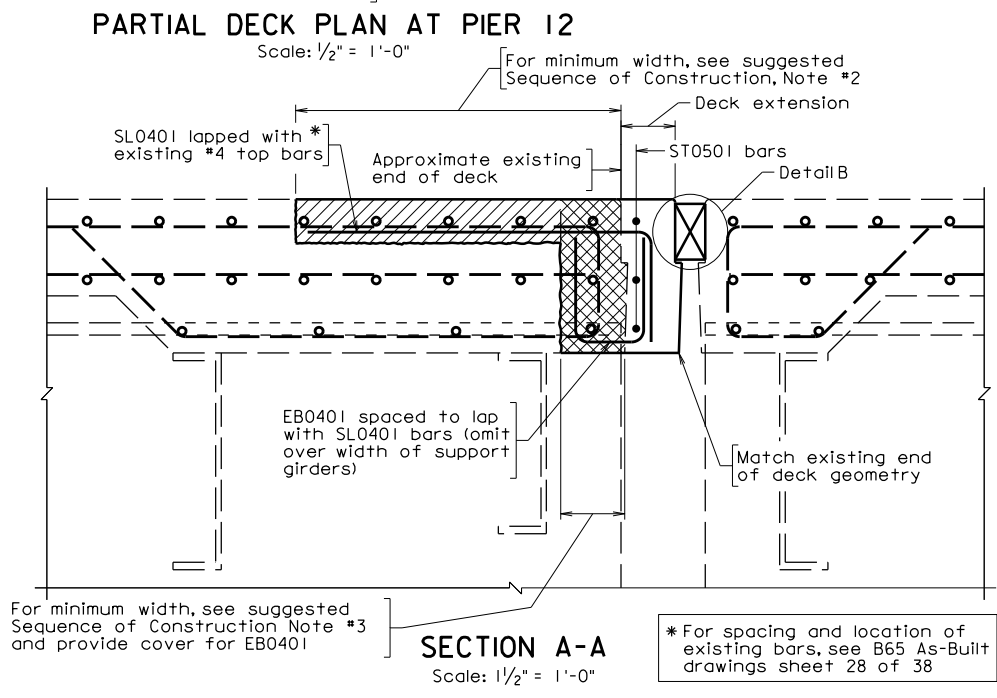 PARTIAL DECK PLAN AT PIER 12
Scale: 1/2" = 1'-0"
For minimum width, see suggested
Sequence of Construction, Note #2
Deck extension
SL0401 lapped with *
existing #4 top bars
Approximate existing
end of deck
ST0501 bars
Detail B
EB0401 spaced to lap
with SL0401 bars (omit
over width of support
girders)
Match existing end
of deck geometry
For minimum width, see suggested
Sequence of Construction Note #3
and provide cover for EB0401
SECTION A-A
Scale: 1 1/2" = 1'-0"
* For spacing and location of
existing bars, see B65 As-Built
drawings sheet 28 of 38